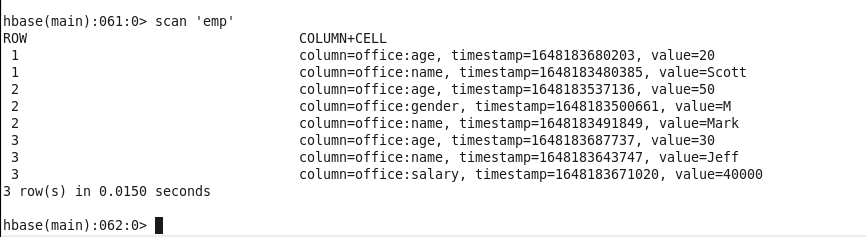 hbase(main):061:0> scan 'emp'
ROW COLUMN+CELL
1 column=office:age, timestamp=1648183680203, value=20
1 column=office:name, timestamp=1648183480385, value=Scott
2 column=office:age, timestamp=1648183537136, value=50
2 column=office:gender, timestamp=1648183500661, value=M
2 column=office:name, timestamp=1648183491849, value=Mark
3 column=office:age, timestamp=1648183687737, value=30
3 column=office:name, timestamp=1648183643747, value=Jeff
3 column=office:salary, timestamp=1648183671020, value=40000
3 row(s) in 0.0150 seconds
hbase(main):062:0>